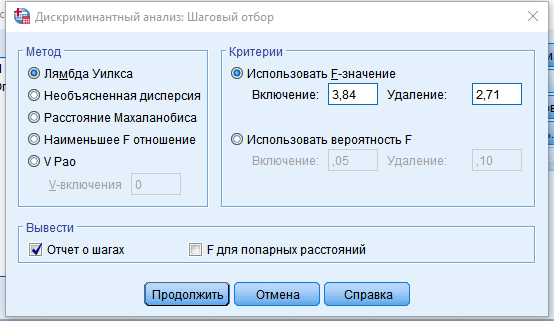 Дискриминантный анализ: Шаговый отбор
Метод
Лямбда Уилкса
Необъясненная дисперсия
Расстояние Махаланобиса
Наименьшее F отношение
V Рао
V-включения 0
Критерии
Использовать F-значение
Включение: 3,84 Удаление: 2,71
Использовать вероятность F
Включение: ,05 Удаление: ,10
Вывести
Отчет о шагах F для попарных расстояний
Продолжить Отмена Справка